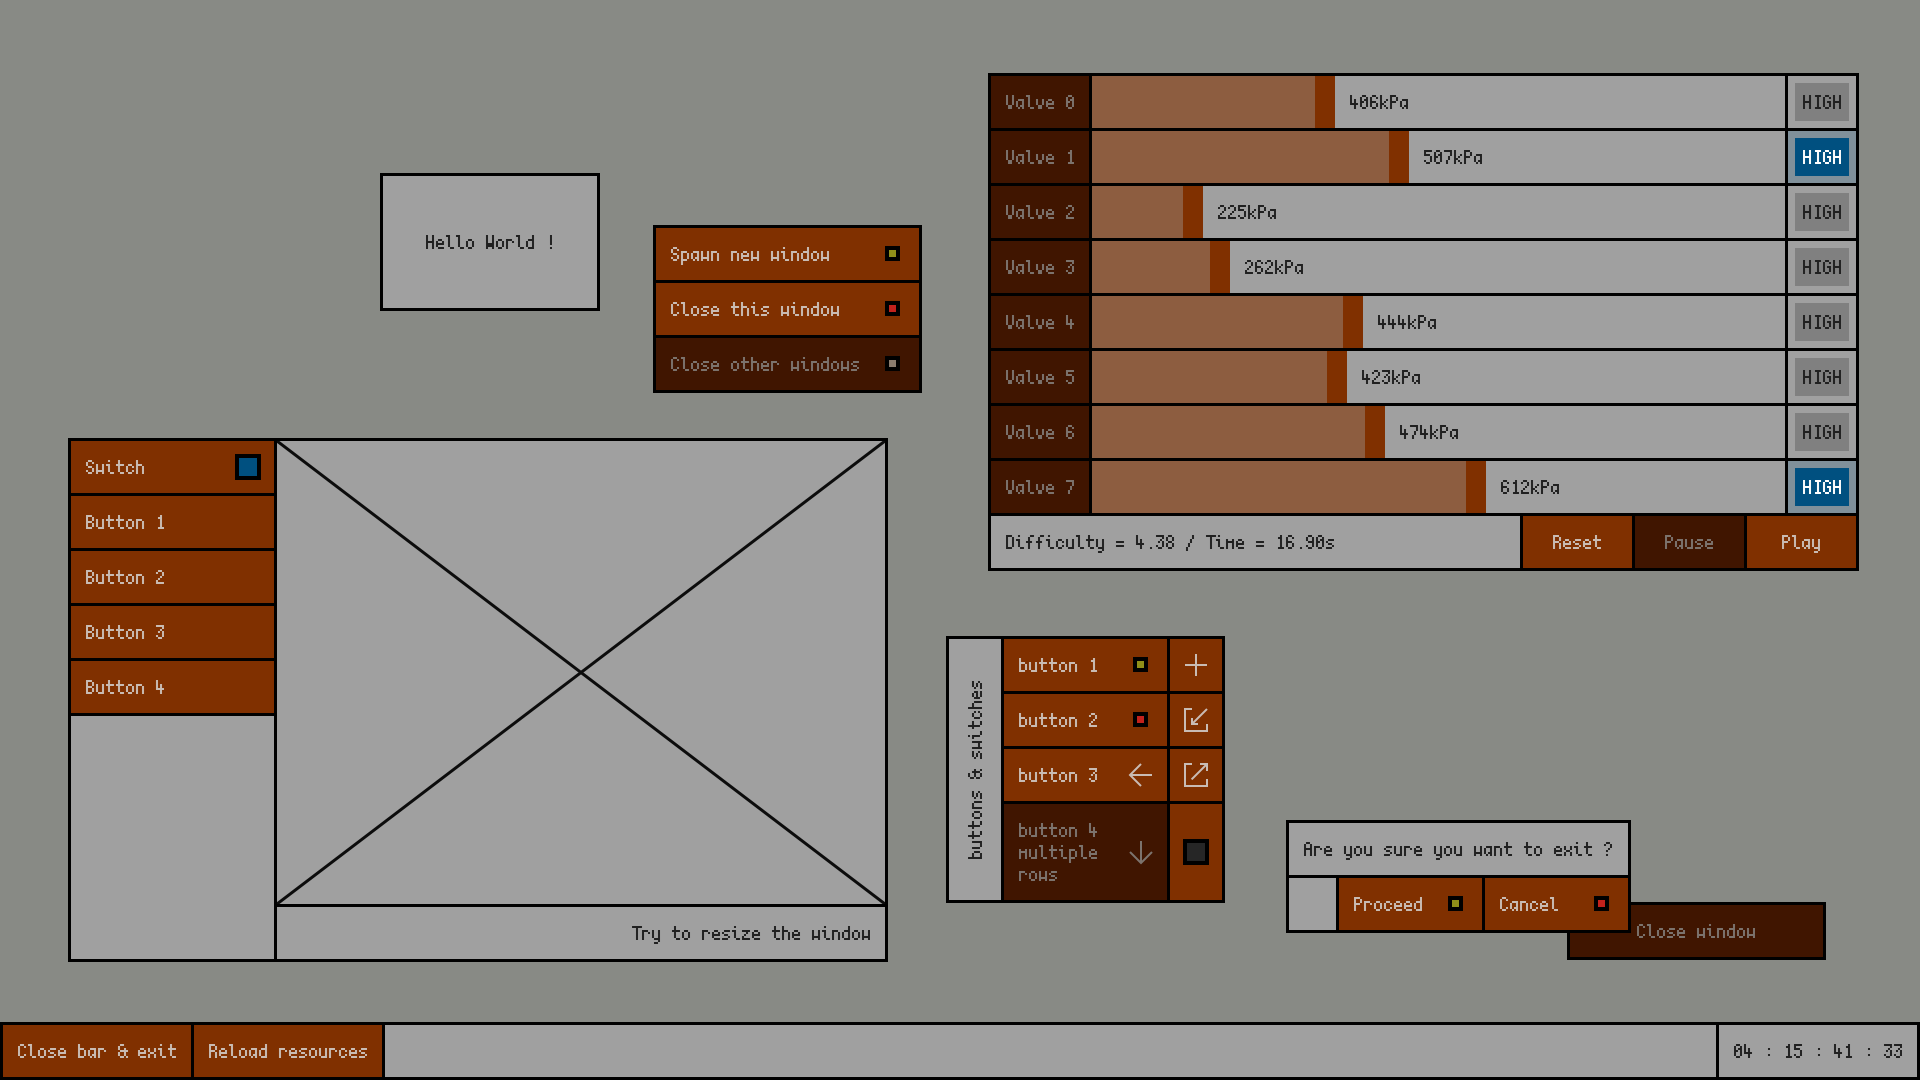 Valve 0 406kPa HIGH
Valve 1 507kPa HIGH
Valve 2 225kPa HIGH
Valve 3 262kPa HIGH
Valve 4 444kPa HIGH
Valve 5 423kPa HIGH
Valve 6 474kPa HIGH
Valve 7 612kPa HIGH
Difficulty = 4.38 / Time = 16.90s Reset Pause Play
Hello World !
Spawn new window
Close this window
Close other windows
Switch
Button 1
Button 2
Button 3
Button 4
Try to resize the window
buttons & switches
button 1
button 2
button 3
button 4
multiple
rows
Are you sure you want to exit ?
Proceed Cancel
Close window
Close bar & exit Reload resources 04 : 15 : 41 : 33